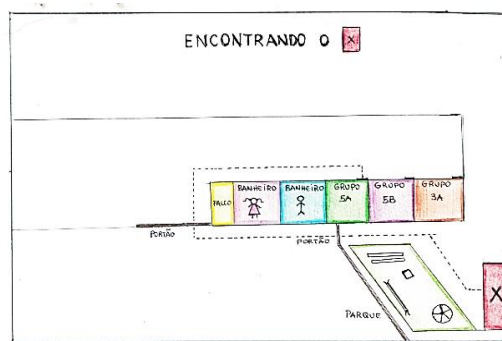 ENCONTRANDO O X
PALCO
BANHEIRO
BANHEIRO
GRUPO
5A
GRUPO
5B
GRUPO
3A
PORTÃO
PORTÃO
X
PARQUE